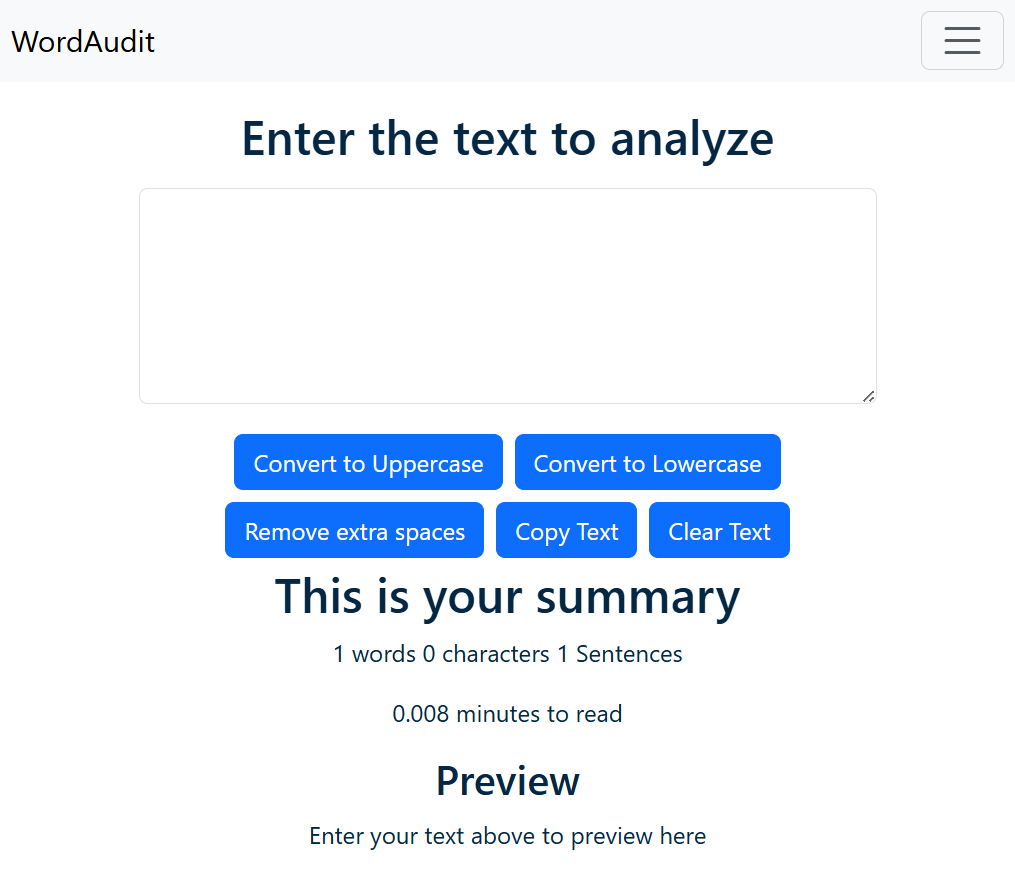 WordAudit
Enter the text to analyze
Convert to Uppercase Convert to Lowercase
Remove extra spaces Copy Text Clear Text
This is your summary
1 words 0 characters 1 Sentences
0.008 minutes to read
Preview
Enter your text above to preview here